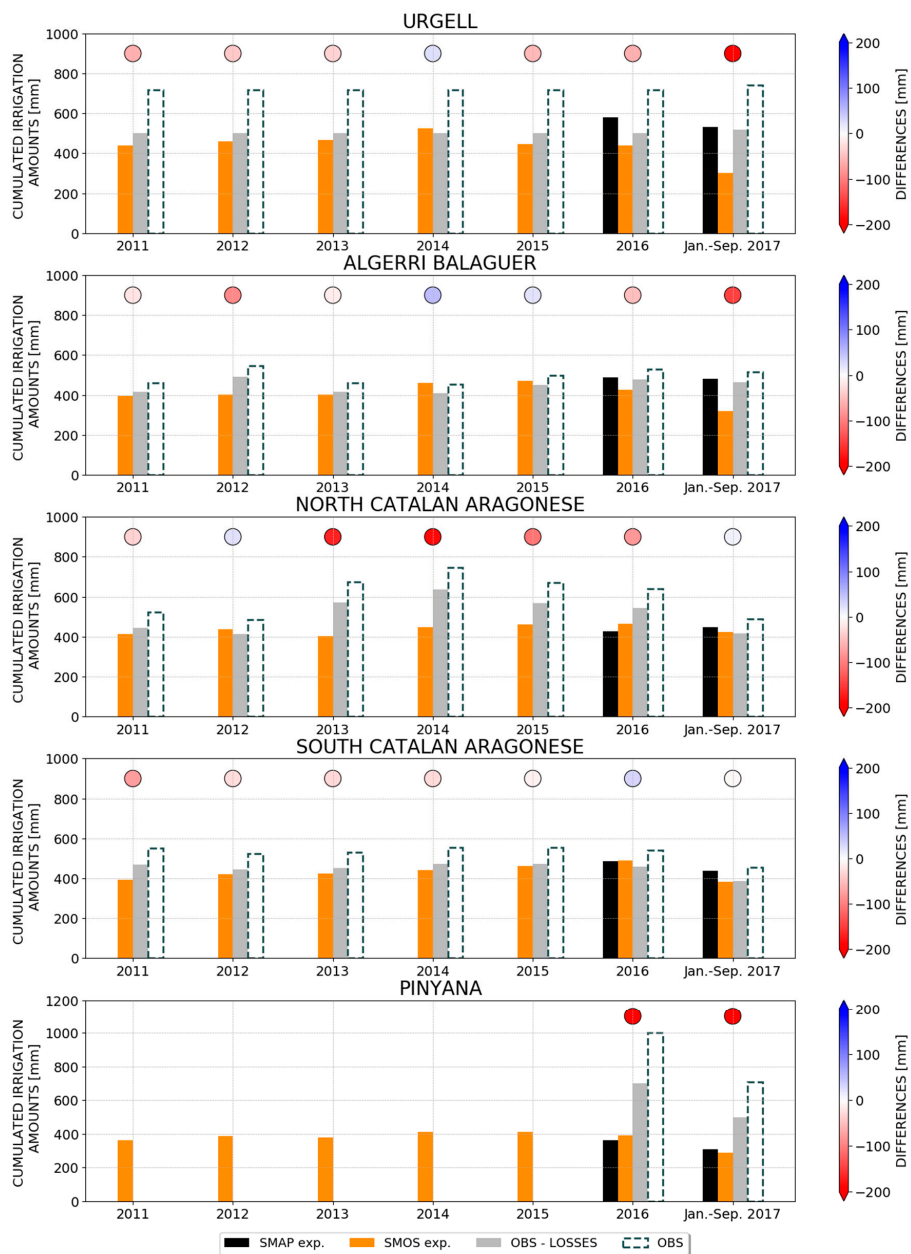 URGELL
CUMULATED IRRIGATION
AMOUNTS [mm]
1000
800
600
400
200
0
2011 2012 2013 2014 2015 2016 Jan.-Sep. 2017
200
100
0
−100
−200
DIFFERENCES [mm]
ALGERRI BALAGUER
CUMULATED IRRIGATION
AMOUNTS [mm]
1000
800
600
400
200
0
2011 2012 2013 2014 2015 2016 Jan.-Sep. 2017
200
100
0
−100
−200
DIFFERENCES [mm]
NORTH CATALAN ARAGONESE
CUMULATED IRRIGATION
AMOUNTS [mm]
1000
800
600
400
200
0
2011 2012 2013 2014 2015 2016 Jan.-Sep. 2017
200
100
0
−100
−200
DIFFERENCES [mm]
SOUTH CATALAN ARAGONESE
CUMULATED IRRIGATION
AMOUNTS [mm]
1000
800
600
400
200
0
2011 2012 2013 2014 2015 2016 Jan.-Sep. 2017
200
100
0
−100
−200
DIFFERENCES [mm]
PINYANA
CUMULATED IRRIGATION
AMOUNTS [mm]
1200
1000
800
600
400
200
0
2011 2012 2013 2014 2015 2016 Jan.-Sep. 2017
200
100
0
−100
−200
DIFFERENCES [mm]
SMAP exp. SMOS exp. OBS - LOSSES OBS